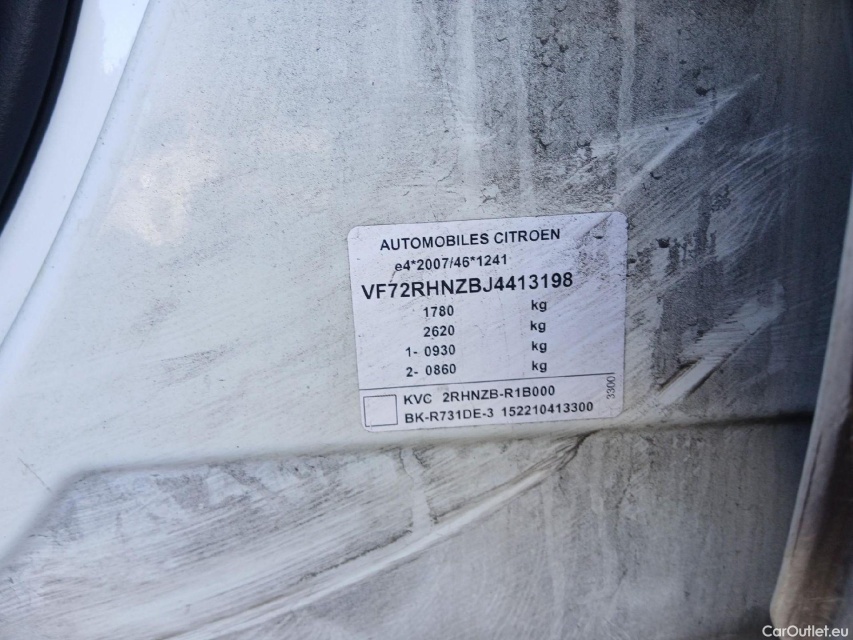 AUTOMOBILES CITROEN
e4*2007/46*1241
VF72RHNZBJ4413198
1780 kg
2620 kg
1- 0930 kg
2- 0860 kg
KVC 2RHNZB-R1B000
BK-R731DE-3 152210413300
3300
CarOutlet.eu